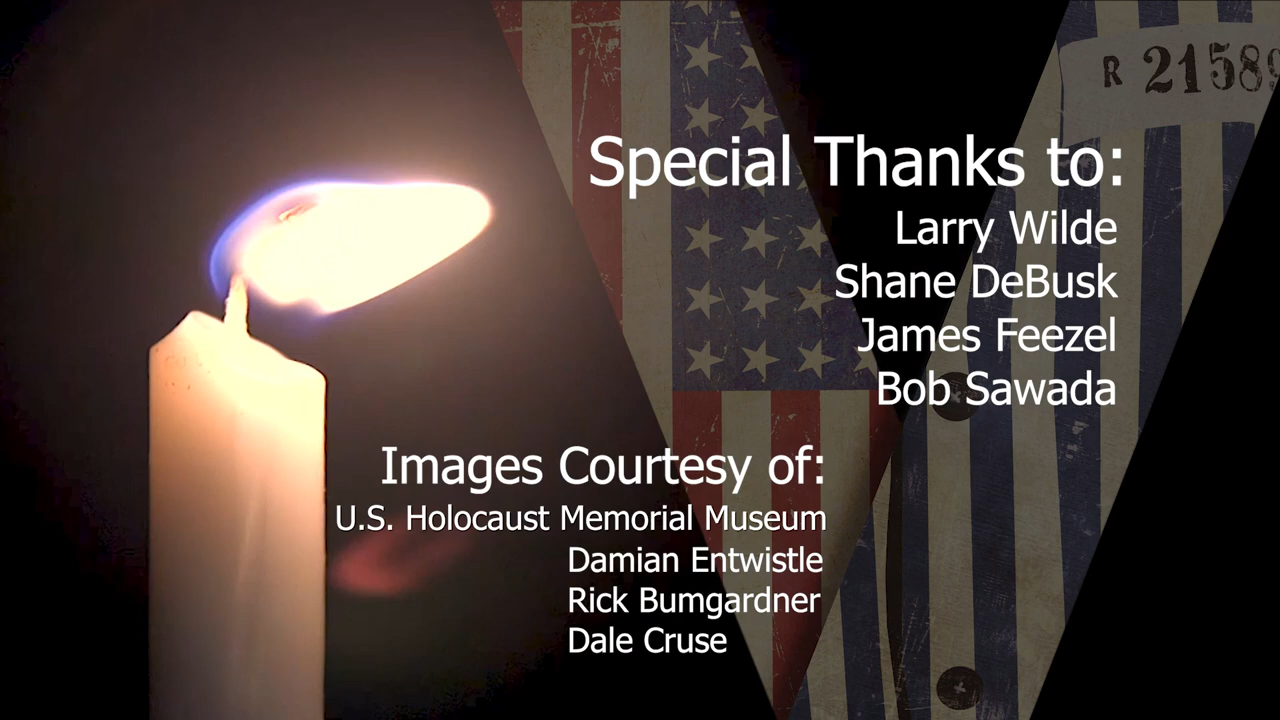 R 21589
Special Thanks to:
Larry Wilde
Shane DeBusk
James Feezel
Bob Sawada
Images Courtesy of:
U.S. Holocaust Memorial Museum
Damian Entwistle
Rick Bumgardner
Dale Cruse